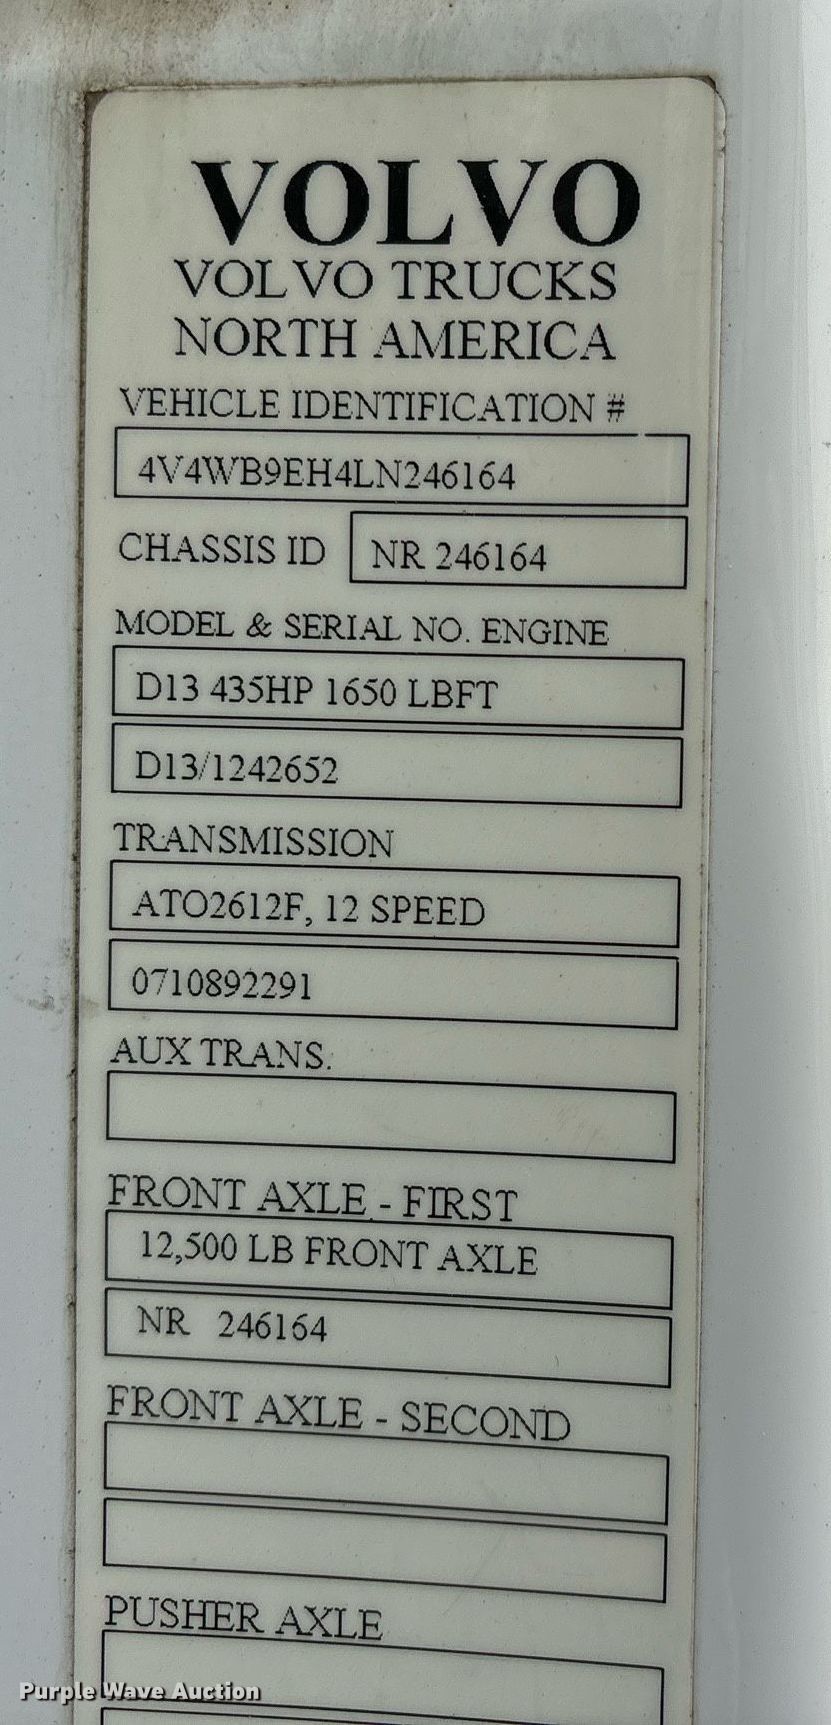 VOLVO
VOLVO TRUCKS
NORTH AMERICA
VEHICLE IDENTIFICATION #
4V4WB9EH4LN246164
CHASSIS ID NR 246164
MODEL & SERIAL NO. ENGINE
D13 435HP 1650 LBFT
D13/1242652
TRANSMISSION
ATO2612F, 12 SPEED
0710892291
AUX TRANS.
FRONT AXLE - FIRST
12,500 LB FRONT AXLE
NR 246164
FRONT AXLE - SECOND
PUSHER AXLE
Purple Wave Auction